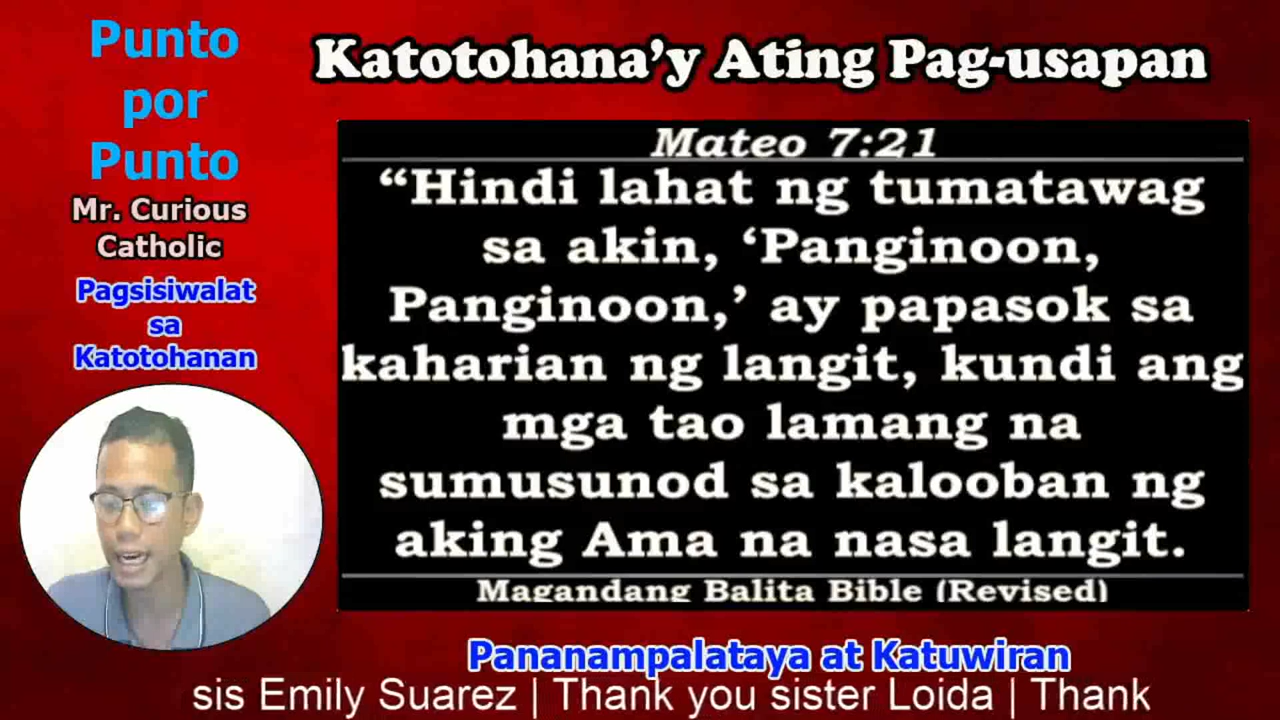 Punto
por
Punto
Mr. Curious
Catholic
Pagsisiwalat
sa
Katotohanan
Katotohana’y Ating Pag-usapan
Mateo 7:21
“Hindi lahat ng tumatawag
sa akin, ‘Panginoon,
Panginoon,’ ay papasok sa
kaharian ng langit, kundi ang
mga tao lamang na
sumusunod sa kalooban ng
aking Ama na nasa langit.
Magandang Balita Bible (Revised)
Pananampalataya at Katuwiran
sis Emily Suarez | Thank you sister Loida | Thank